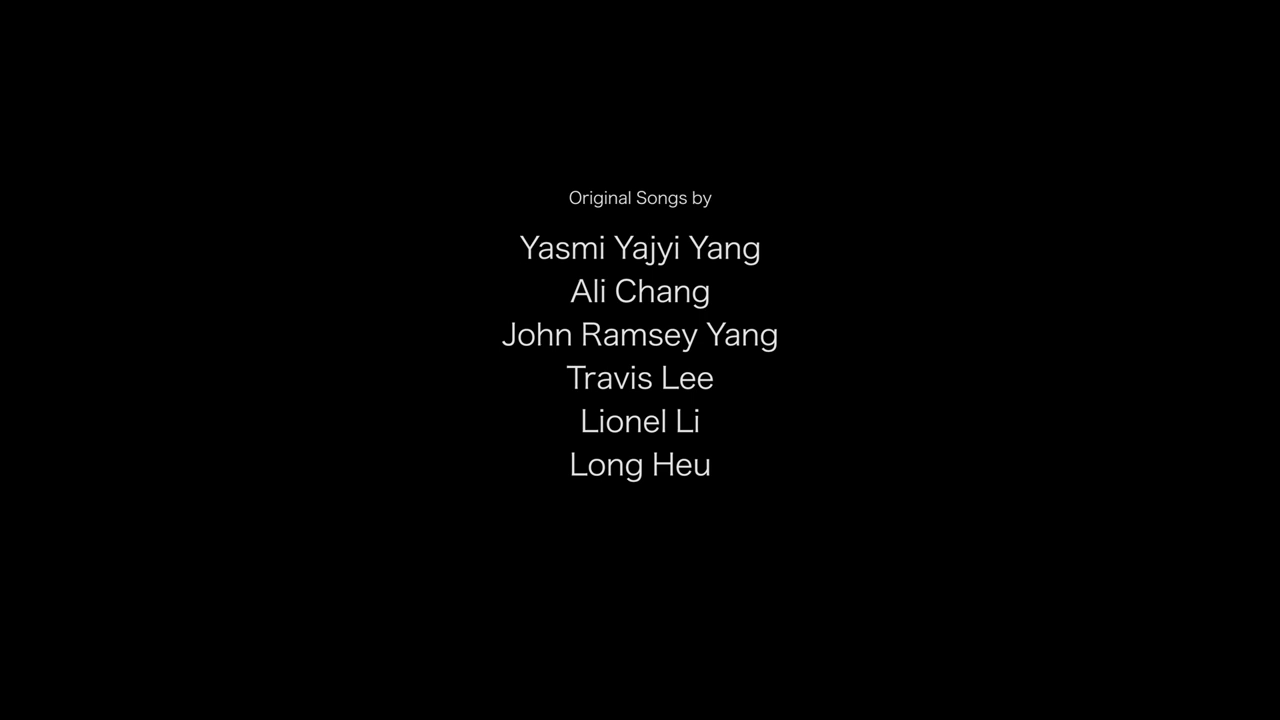 Original Songs by
Yasmi Yajyi Yang
Ali Chang
John Ramsey Yang
Travis Lee
Lionel Li
Long Heu